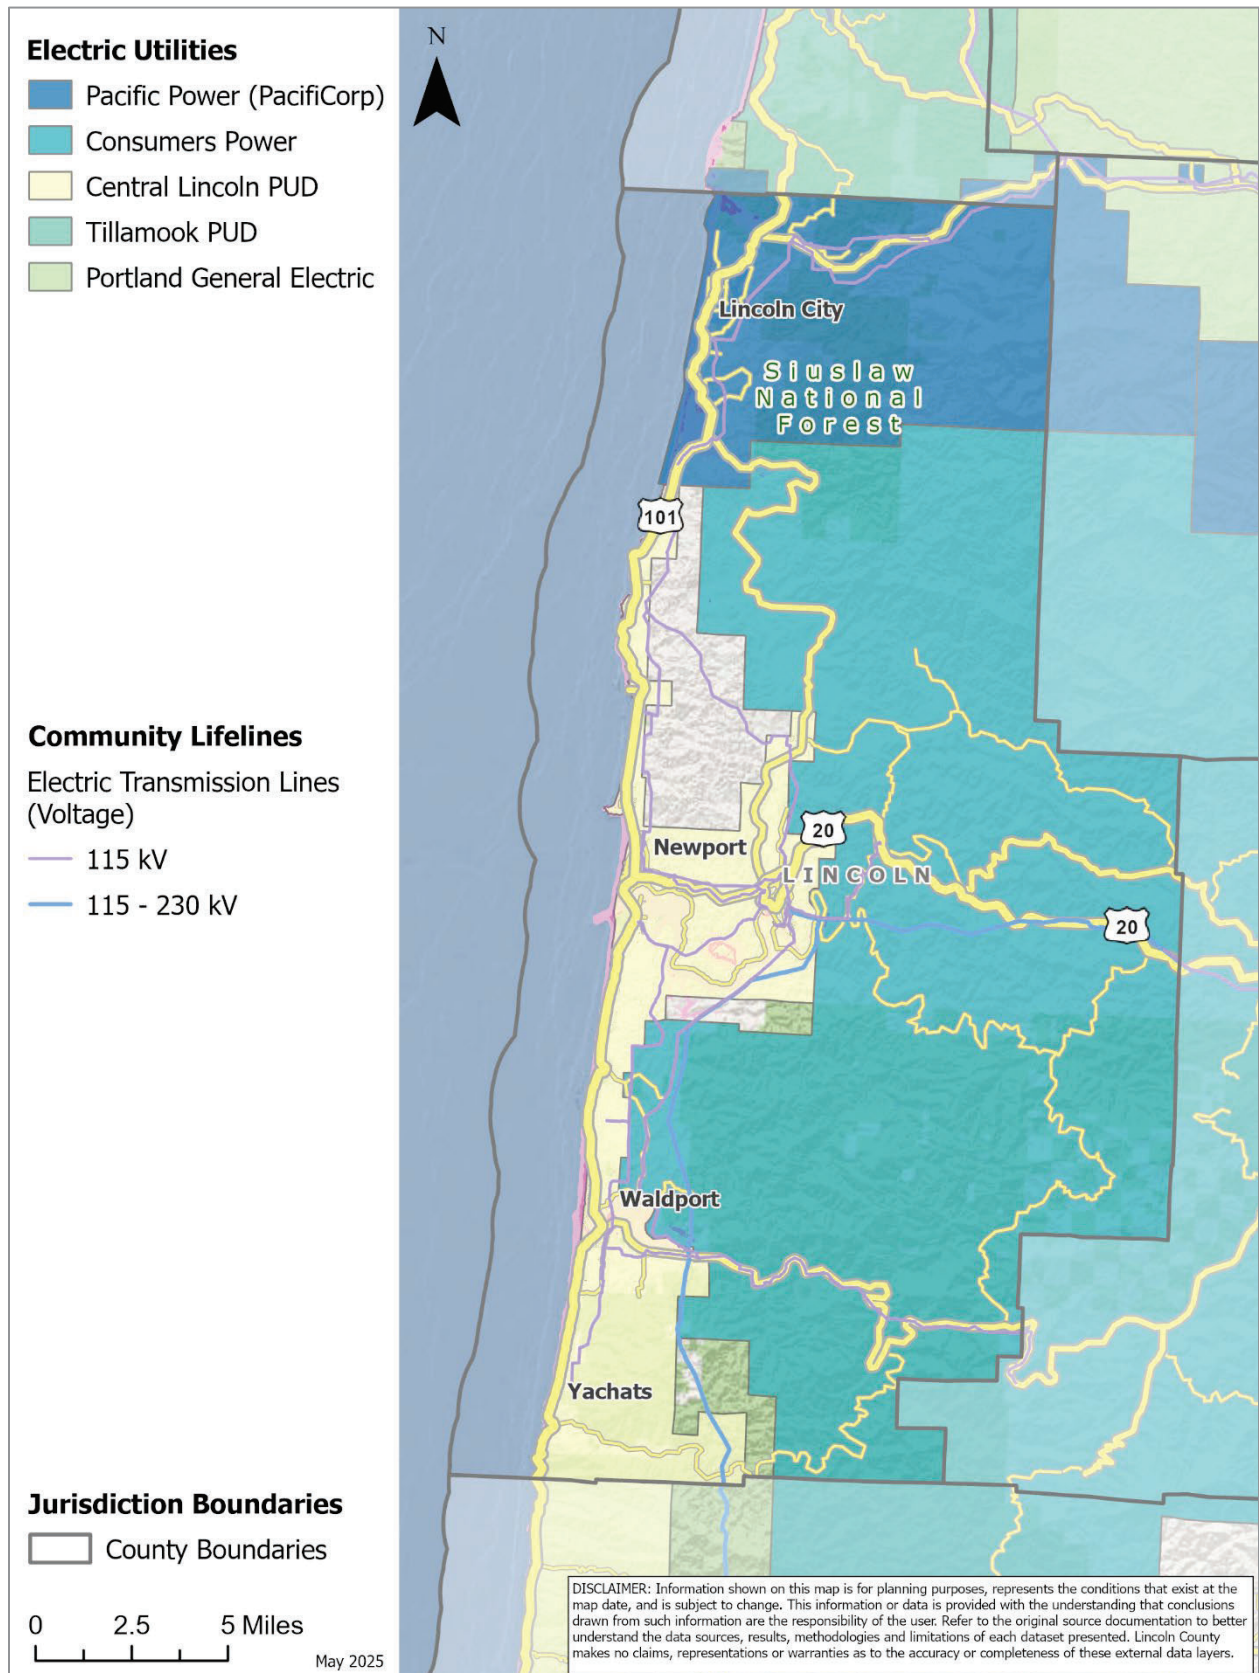 Electric Utilities
Pacific Power (PacifiCorp)
Consumers Power
Central Lincoln PUD
Tillamook PUD
Portland General Electric
Community Lifelines
Electric Transmission Lines
(Voltage)
115 kV
115 - 230 kV
Jurisdiction Boundaries
County Boundaries
0 2.5 5 Miles
May 2025
N
Lincoln City
Siuslaw
National
Forest
101
20
Newport
LINCOLN
20
Waldport
Yachats
DISCLAIMER: Information shown on this map is for planning purposes, represents the conditions that exist at the
map date, and is subject to change. This information or data is provided with the understanding that conclusions
drawn from such information are the responsibility of the user. Refer to the original source documentation to better
understand the data sources, results, methodologies and limitations of each dataset presented. Lincoln County
makes no claims, representations or warranties as to the accuracy or completeness of these external data layers.